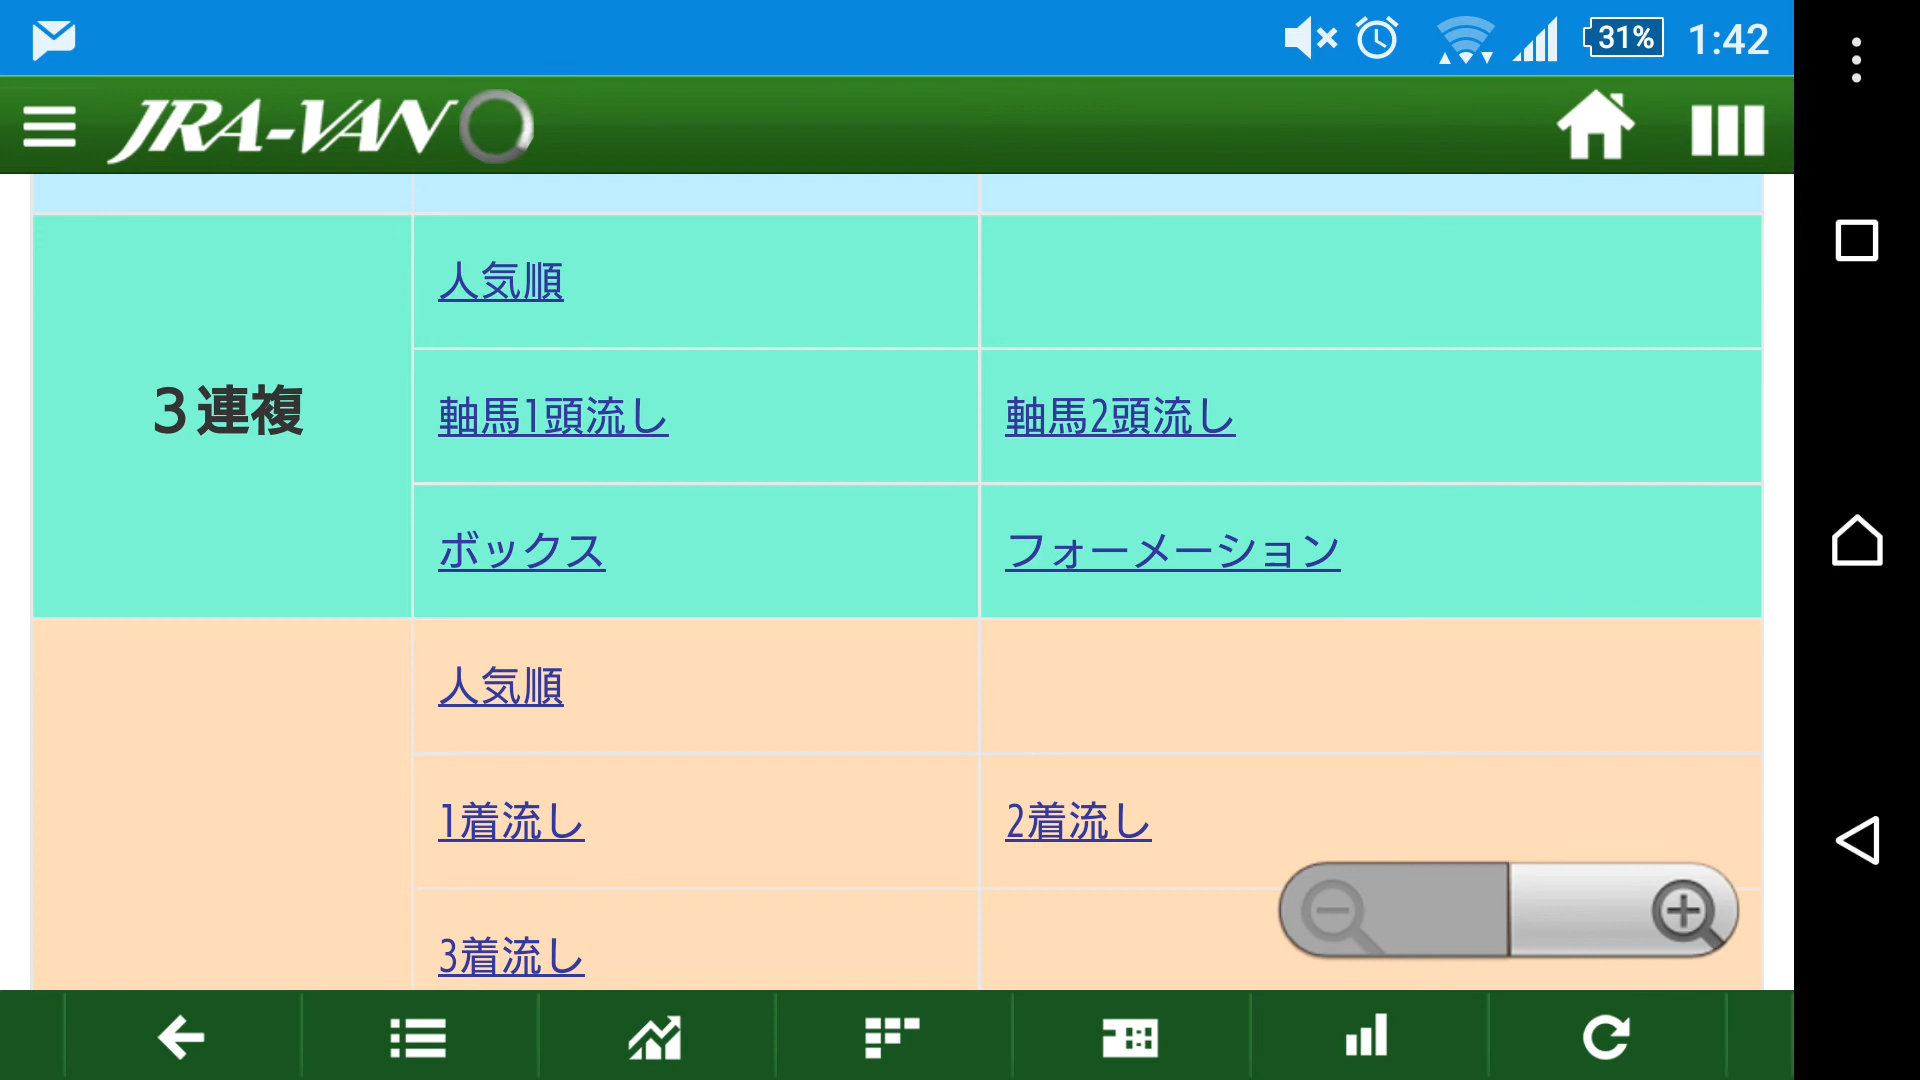 31% 1:42
JRA-VAN
人気順
３連複
軸馬1頭流し 軸馬2頭流し
ボックス フォーメーション
人気順
1着流し 2着流し
3着流し